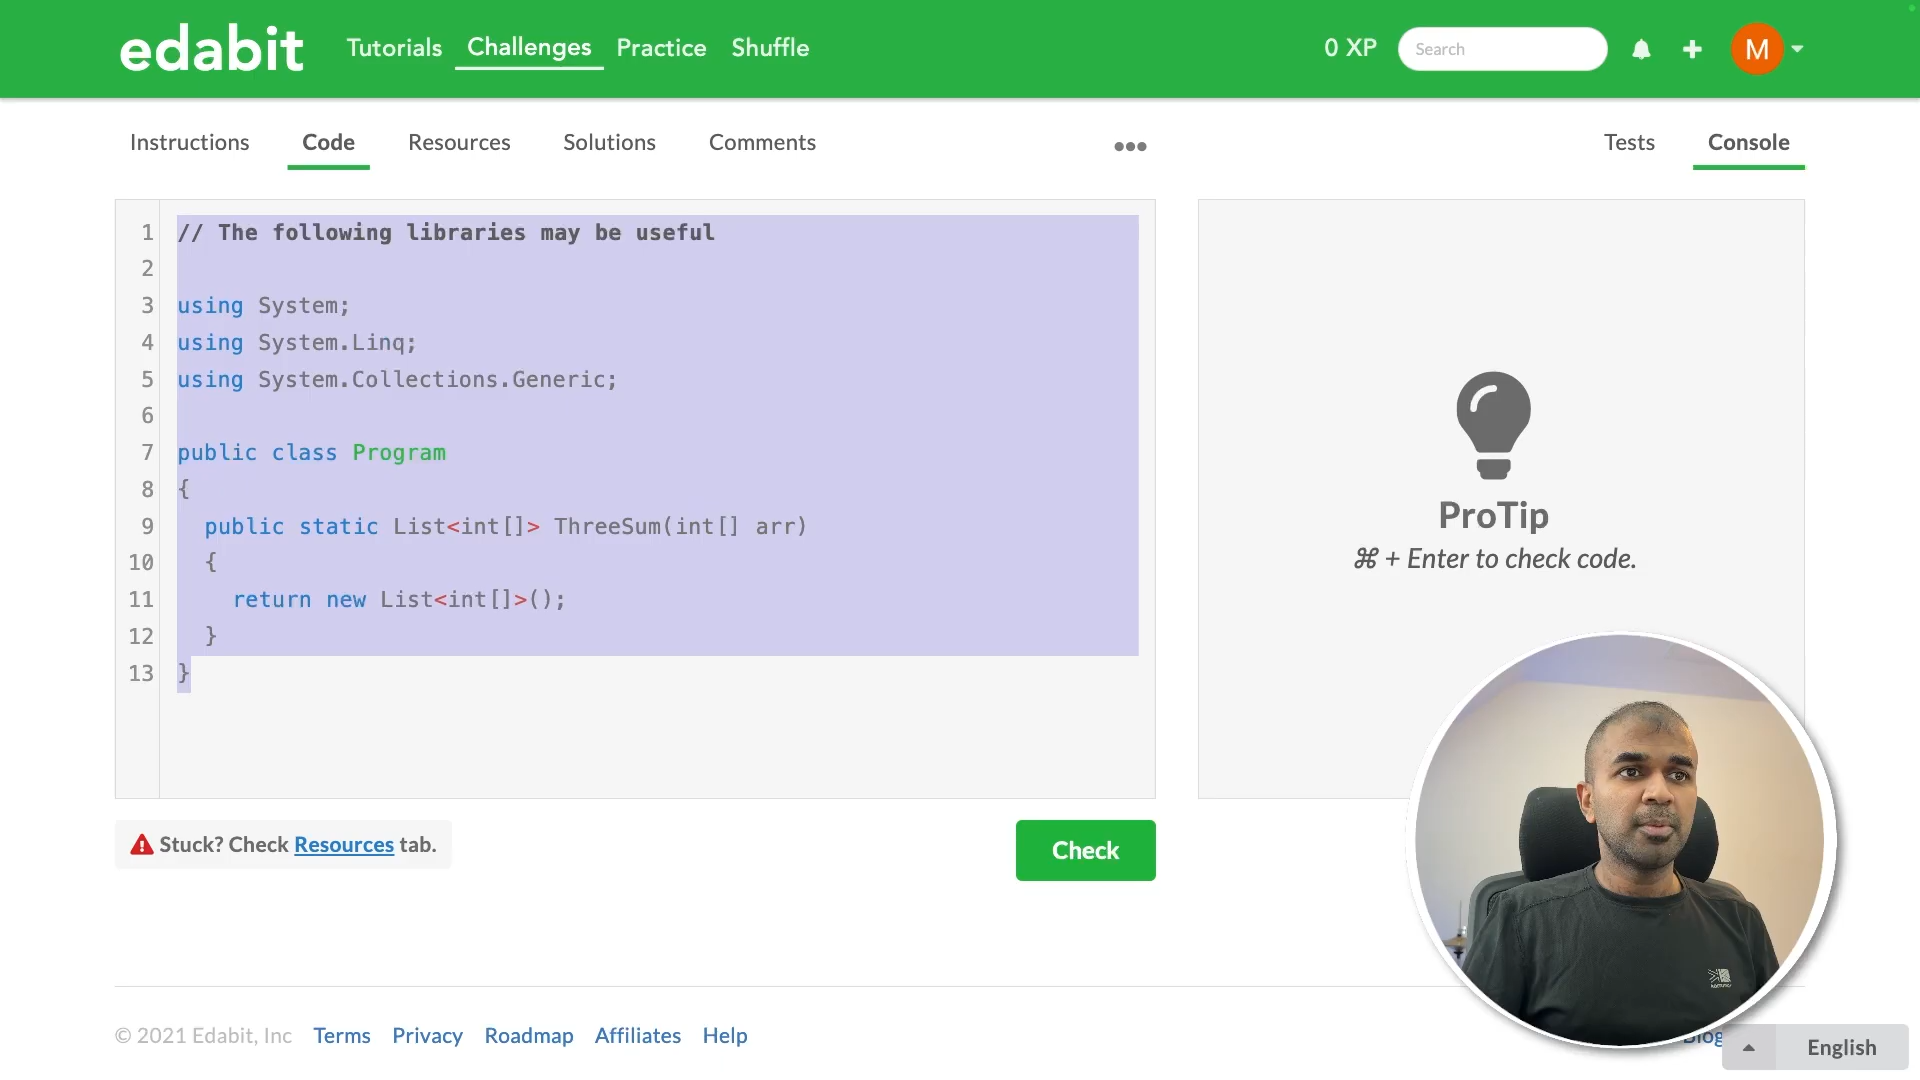 edabit
Tutorials Challenges Practice Shuffle
0 XP Search M
Instructions Code Resources Solutions Comments
Tests Console
1 // The following libraries may be useful
2
3 using System;
4 using System.Linq;
5 using System.Collections.Generic;
6
7 public class Program
8 {
9 public static List<int[]> ThreeSum(int[] arr)
10 {
11 return new List<int[]>();
12 }
13 }
ProTip
⌘ + Enter to check code.
Stuck? Check Resources tab.
Check
© 2021 Edabit, Inc Terms Privacy Roadmap Affiliates Help
Blog
English